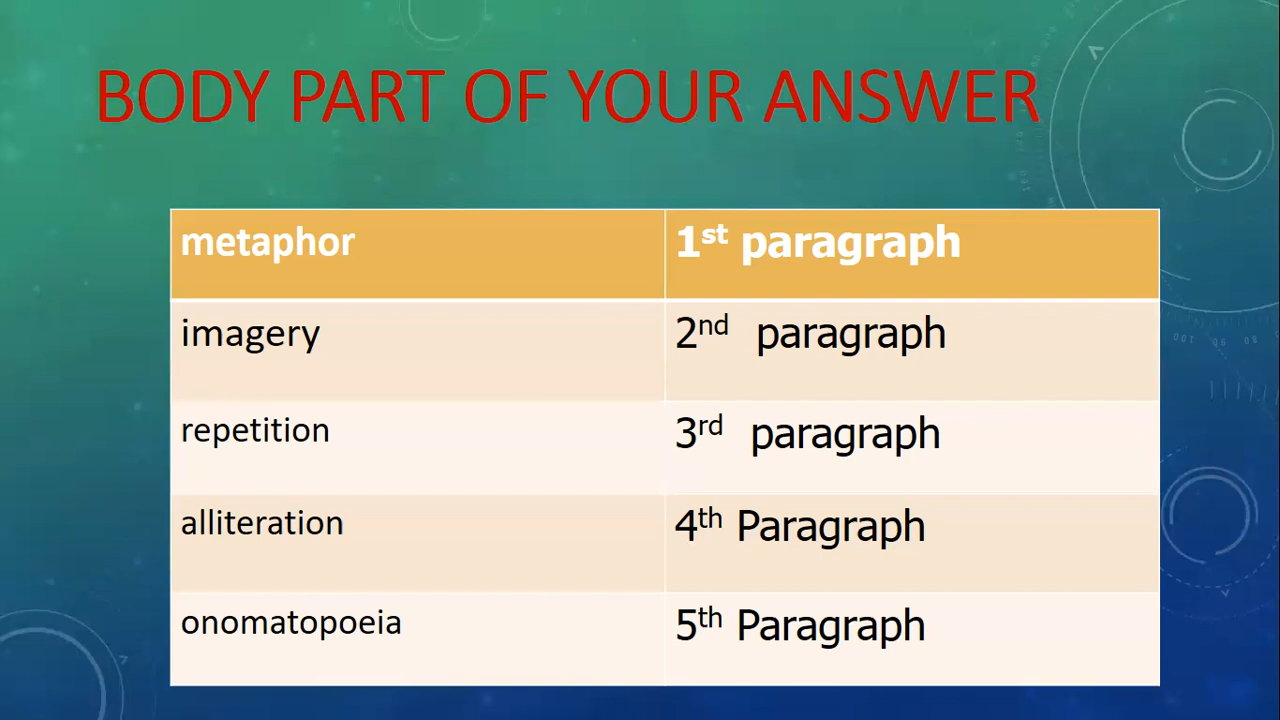 BODY PART OF YOUR ANSWER
metaphor 1st paragraph
imagery 2nd paragraph
repetition 3rd paragraph
alliteration 4th Paragraph
onomatopoeia 5th Paragraph